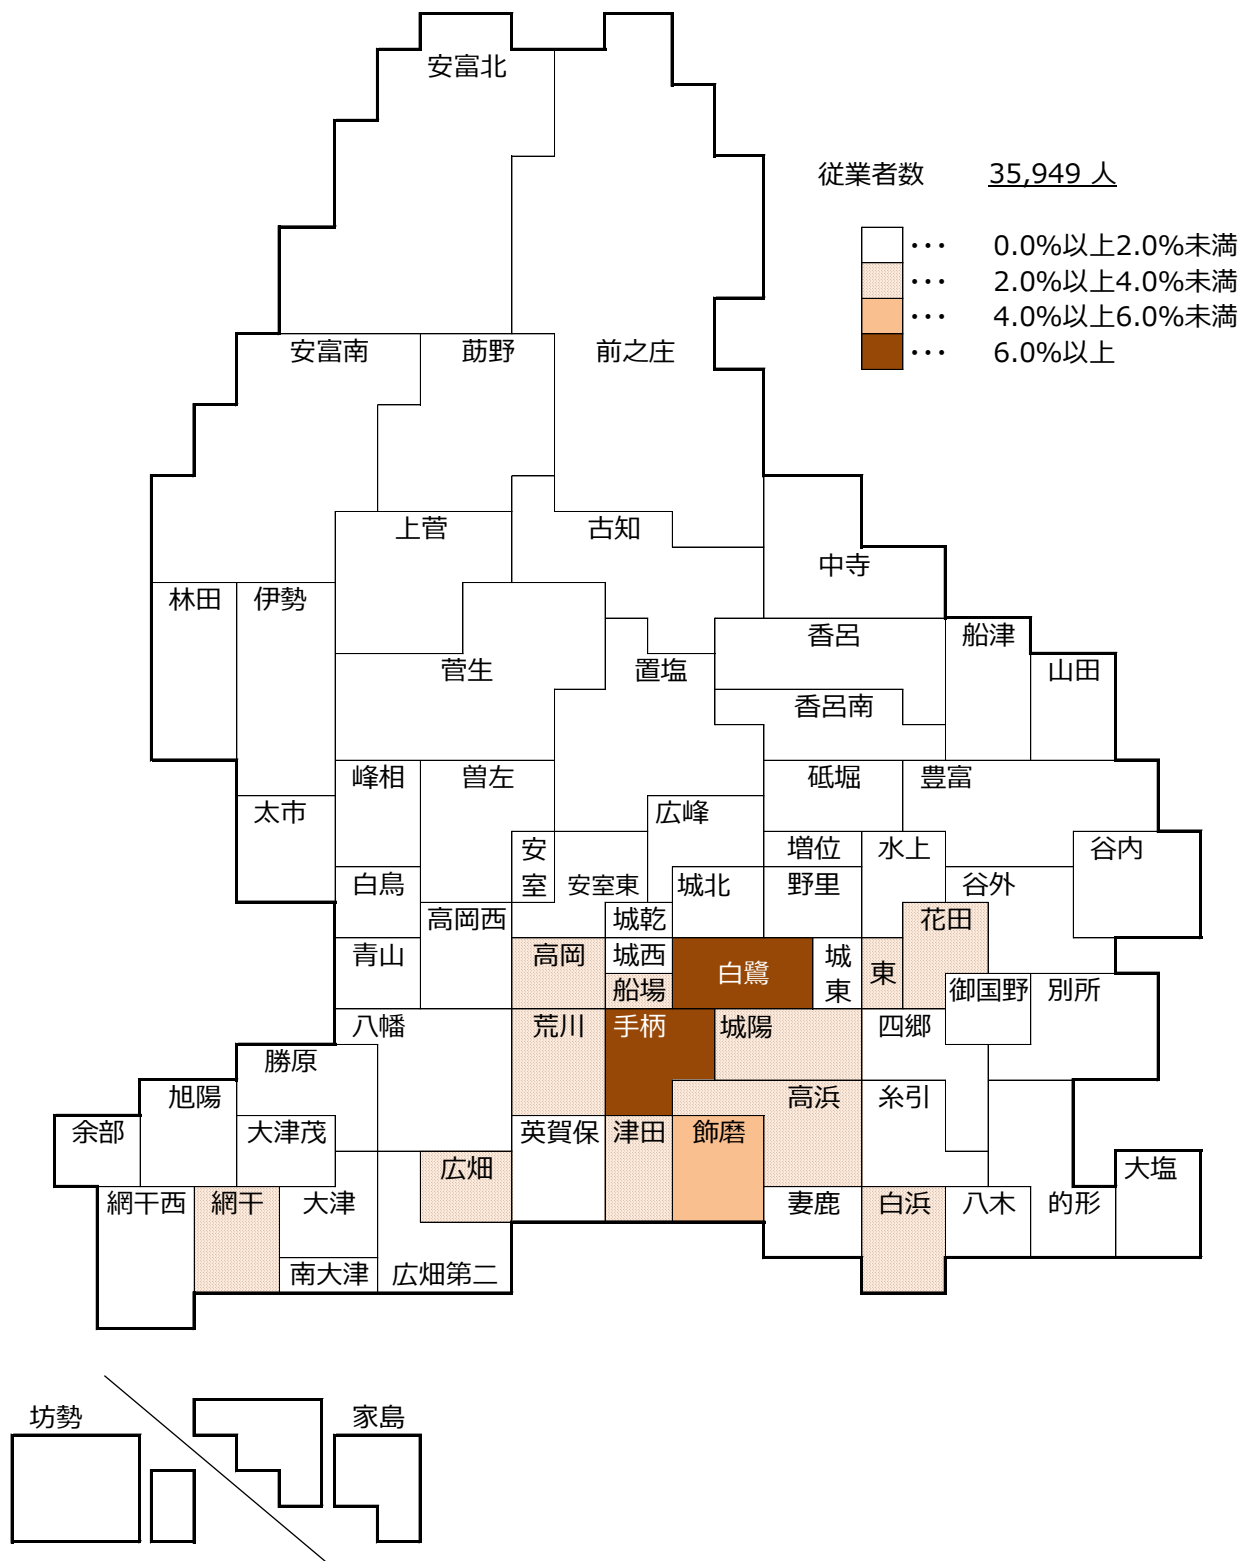 安富北
従業者数 35,949 人
･･･ 0.0%以上2.0%未満
･･･ 2.0%以上4.0%未満
･･･ 4.0%以上6.0%未満
･･･ 6.0%以上
安富南 莇野 前之庄
上菅 古知
中寺
林田 伊勢
香呂 船津
菅生 置塩 山田
香呂南
峰相 曽左 砥堀 豊富
太市 広峰
安室 増位 水上 谷内
白鳥 安室東 城北 野里 谷外
高岡西 城乾 花田
青山 高岡 城西 白鷺 城東 東
船場 御国野 別所
八幡 荒川 手柄 城陽 四郷
勝原
旭陽 高浜 糸引
余部 大津茂 英賀保 津田 飾磨
広畑 大塩
網干西 網干 大津 妻鹿 白浜 八木 的形
南大津 広畑第二
坊勢 家島